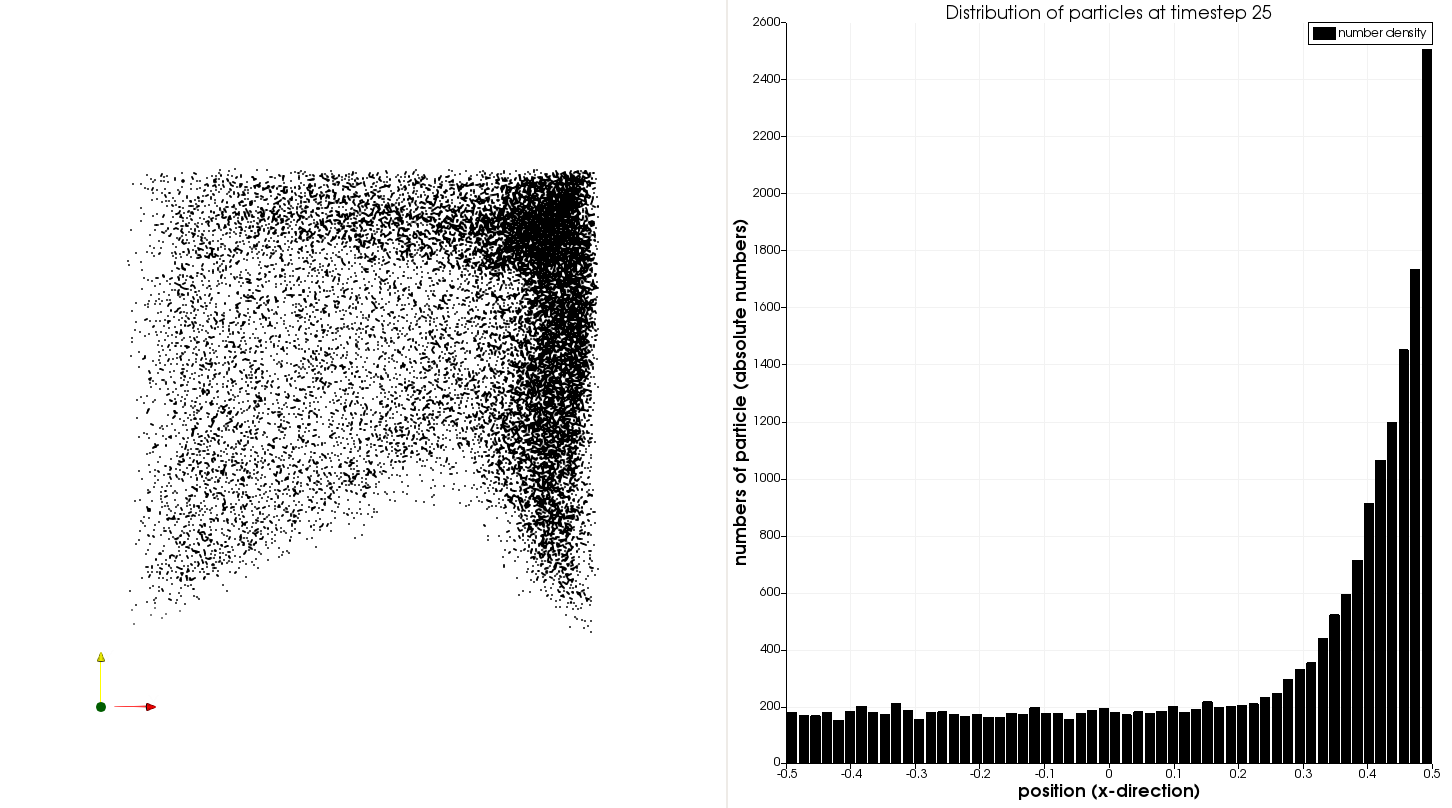 Distribution of particles at timestep 25
number density
2600
2400
2200
2000
1800
1600
1400
1200
1000
800
600
400
200
0
numbers of particle (absolute numbers)
-0.5 -0.4 -0.3 -0.2 -0.1 0 0.1 0.2 0.3 0.4 0.5
position (x-direction)